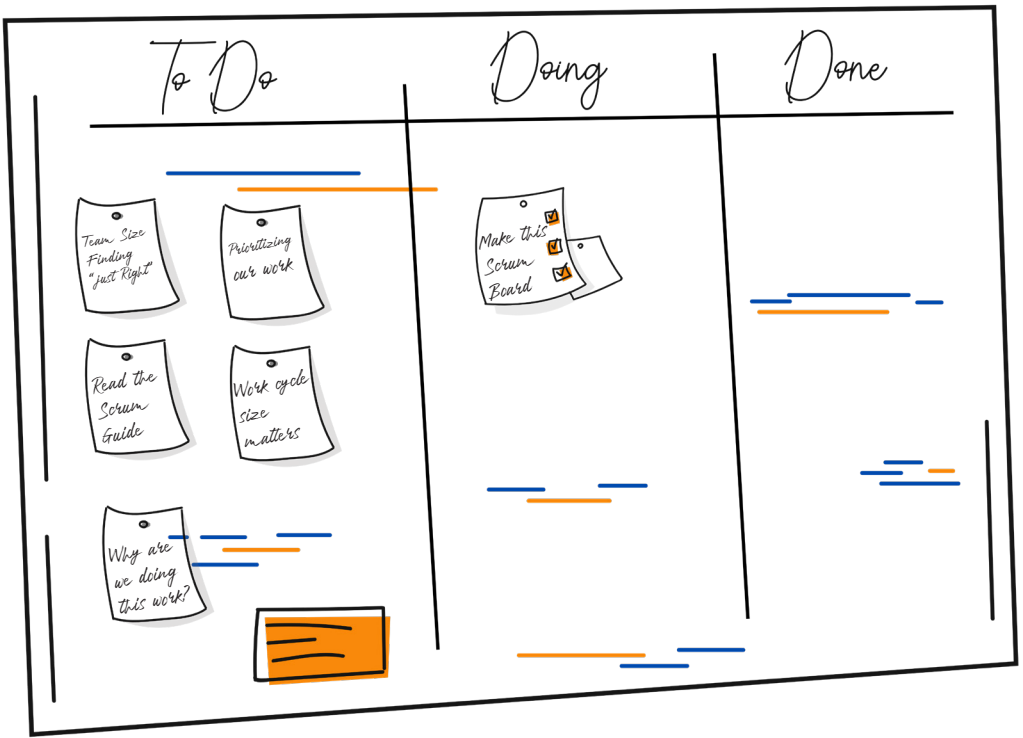 To Do
Doing
Done
Team Size
Finding
"just Right"
Prioritizing
our work
Read the
Scrum
Guide
Work cycle
size
matters
Why are
we doing
this work?
Make this
Scrum
Board